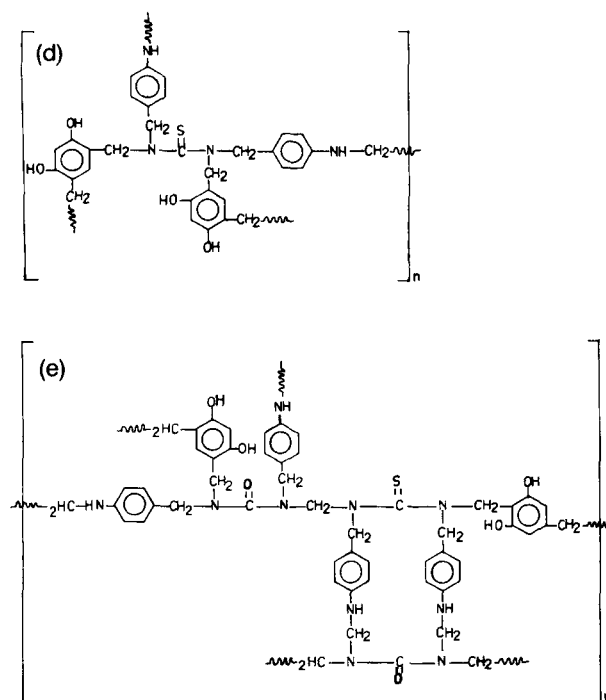 (d)
NH
OH CH₂ S
CH₂ N C N CH₂ NH CH₂
HO CH₂
CH₂ HO CH₂
OH
n
(e)
OH NH
₂HC
OH
CH₂ O CH₂ S OH
₂HC HN CH₂ N C N CH₂ N C N CH₂
HO CH₂
CH₂ CH₂
NH NH
CH₂ CH₂
₂HC N C N CH₂
O